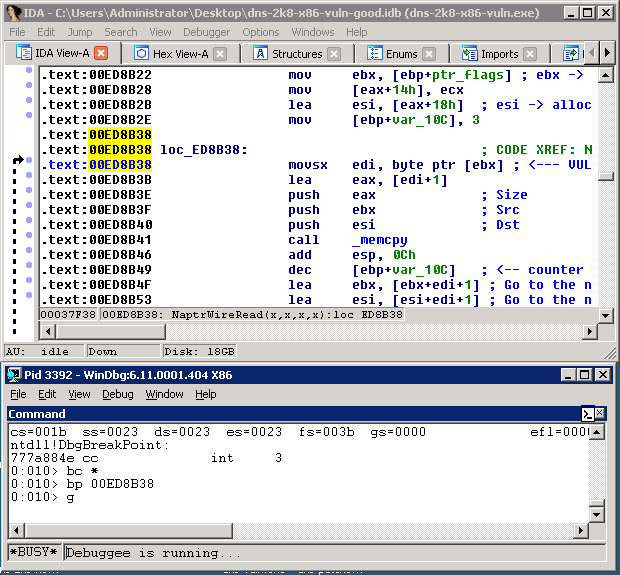 IDA - C:\Users\Administrator\Desktop\dns-2k8-x86-vuln-good.idb (dns-2k8-x86-vuln.exe)
File Edit Jump Search View Debugger Options Windows Help
IDA View-A Hex View-A Structures Enums Imports
.text:00ED8B22 mov ebx, [ebp+ptr_flags] ; ebx ->
.text:00ED8B28 mov [eax+14h], ecx
.text:00ED8B2B lea esi, [eax+18h] ; esi -> alloc
.text:00ED8B2E mov [ebp+var_10C], 3
.text:00ED8B38
.text:00ED8B38 loc_ED8B38: ; CODE XREF: N
.text:00ED8B38 movsx edi, byte ptr [ebx] ; <--- VUL
.text:00ED8B3B lea eax, [edi+1]
.text:00ED8B3E push eax ; Size
.text:00ED8B3F push ebx ; Src
.text:00ED8B40 push esi ; Dst
.text:00ED8B41 call _memcpy
.text:00ED8B46 add esp, 0Ch
.text:00ED8B49 dec [ebp+var_10C] ; <-- counter
.text:00ED8B4F lea ebx, [ebx+edi+1] ; Go to the n
.text:00ED8B53 lea esi, [esi+edi+1] ; Go to the n
00037F38 00ED8B38: NaptrWireRead(x,x,x,x):loc_ED8B38
AU: idle Down Disk: 18GB
Pid 3392 - WinDbg:6.11.0001.404 X86
File Edit View Debug Window Help
Command
cs=001b ss=0023 ds=0023 es=0023 fs=003b gs=0000 efl=0000
ntdll!DbgBreakPoint:
777a884e cc int 3
0:010> bc *
0:010> bp 00ED8B38
0:010> g
*BUSY* Debuggee is running...